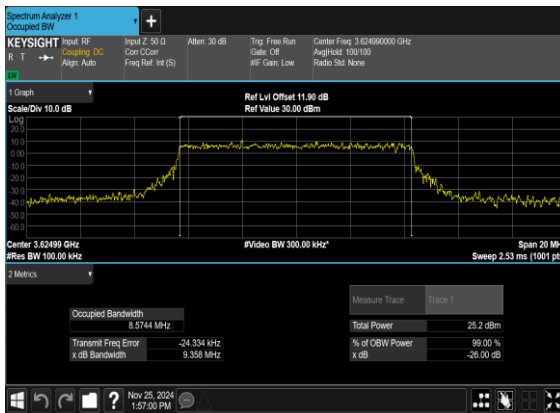 Spectrum Analyzer 1
Occupied BW
KEYSIGHT
R T
Input: RF
Coupling: DC
Align: Auto
Input Z: 50 Ω
Corr CCorr
Freq Ref: Int (S)
Atten: 30 dB
Trig: Free Run
Gate: Off
#IF Gain: Low
Center Freq: 3.624990000 GHz
Avg|Hold: 100/100
Radio Std: None
1 Graph
Scale/Div 10.0 dB
Ref Lvl Offset 11.90 dB
Ref Value 30.00 dBm
Log
20.0
10.0
0.00
-10.0
-20.0
-30.0
-40.0
-50.0
-60.0
Center 3.62499 GHz
#Res BW 100.00 kHz
#Video BW 300.00 kHz*
Span 20 MH
Sweep 2.53 ms (1001 pts
2 Metrics
Measure Trace
Trace 1
Occupied Bandwidth
8.5744 MHz
Total Power
25.2 dBm
Transmit Freq Error
-24.334 kHz
% of OBW Power
99.00 %
x dB Bandwidth
9.358 MHz
x dB
-26.00 dB
?
Nov 25, 2024
1:57:00 PM